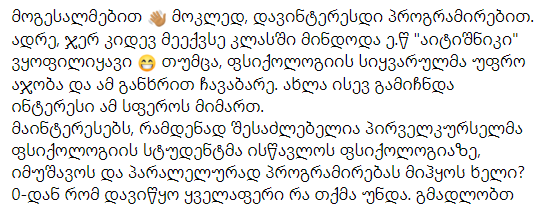 მოგესალმებით 👋🏼 მოკლედ, დავინტერესდი პროგრამირებით.
ადრე, ჯერ კიდევ მეექვსე კლასში მინდოდა ე.წ "აიტიშნიკი"
ვყოფილიყავი 😁 თუმცა, ფსიქოლოგიის სიყვარულმა უფრო
აჯობა და ამ განხრით ჩავაბარე. ახლა ისევ გამიჩნდა
ინტერესი ამ სფეროს მიმართ.
მაინტერესებს, რამდენად შესაძლებელია პირველკურსელმა
ფსიქოლოგიის სტუდენტმა ისწავლოს ფსიქოლოგიაზე,
იმუშავოს და პარალელურად პროგრამირებას მიჰყოს ხელი?
0-დან რომ დავიწყო ყველაფერი რა თქმა უნდა. გმადლობთ